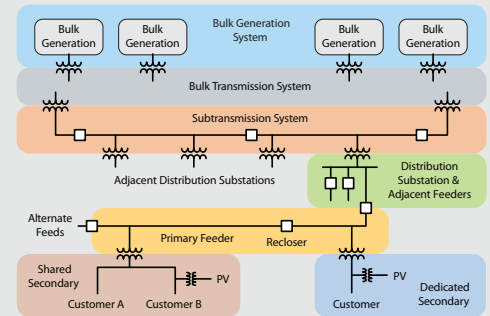 Bulk Generation
System
Bulk
Generation
Bulk
Generation
Bulk
Generation
Bulk
Generation
Bulk Transmission System
Subtransmission System
Adjacent Distribution Substations
Distribution
Substation &
Adjacent Feeders
Alternate
Feeds
Primary Feeder
Recloser
Shared
Secondary
PV
Customer A
Customer B
PV
Customer
Dedicated
Secondary